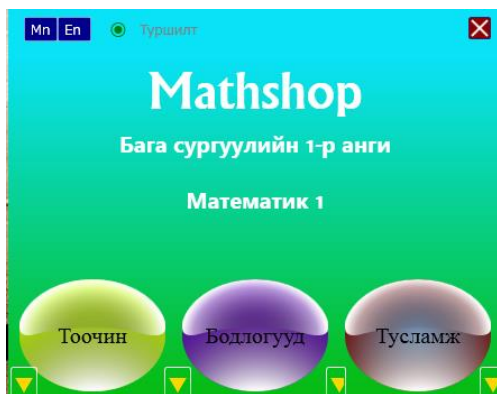 Mn En Туршилт
Mathshop
Бага сургуулийн 1-р анги
Математик 1
Тоочин Бодлогууд Тусламж